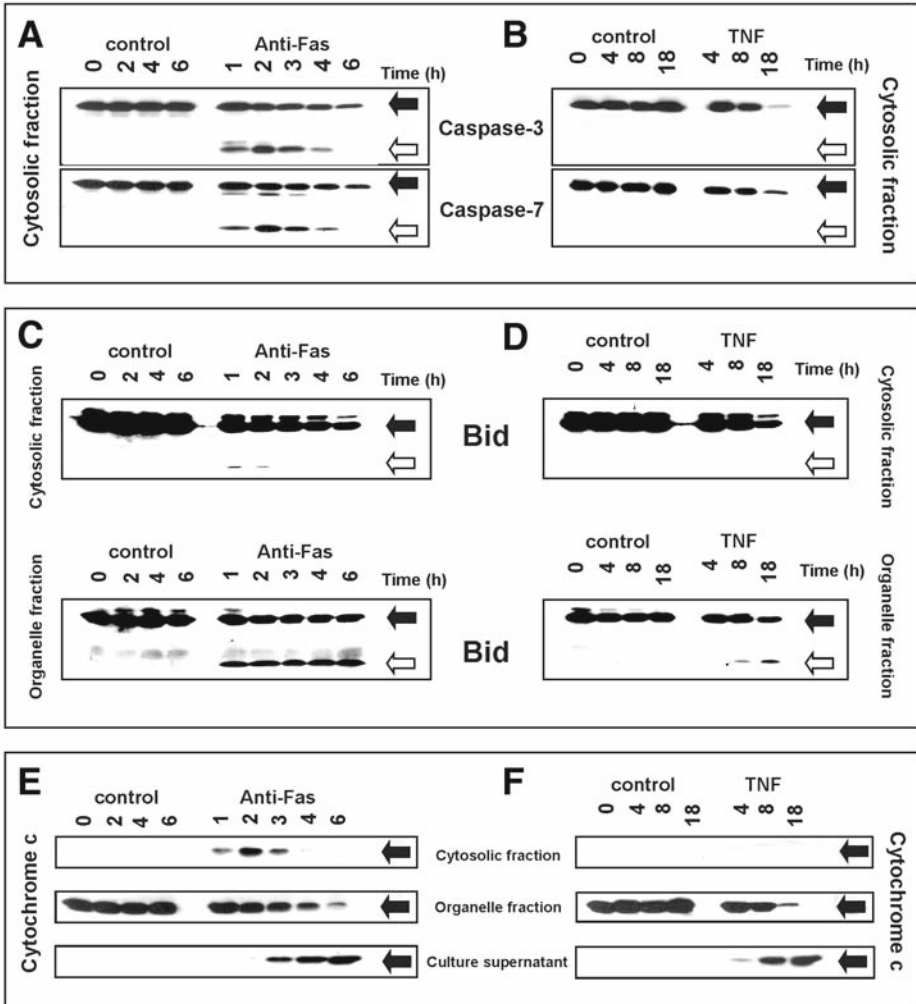 A control Anti-Fas
0 2 4 6 1 2 3 4 6 Time (h)
Cytosolic fraction
B control TNF
0 4 8 18 4 8 18 Time (h)
Cytosolic fraction
Caspase-3
Caspase-7
C control Anti-Fas
0 2 4 6 1 2 3 4 6 Time (h)
Cytosolic fraction
Bid
D control TNF
0 4 8 18 4 8 18 Time (h)
Cytosolic fraction
control Anti-Fas
0 2 4 6 1 2 3 4 6 Time (h)
Organelle fraction
Bid
control TNF
0 4 8 18 4 8 18 Time (h)
Organelle fraction
E control Anti-Fas
0 2 4 6 1 2 3 4 6
Cytochrome c
F control TNF
0 4 8 18 4 8 18
Cytochrome c
Cytosolic fraction
Organelle fraction
Culture supernatant